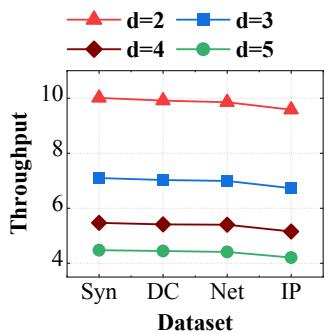 d=2 d=3
d=4 d=5
Throughput
10
8
6
4
Syn DC Net IP
Dataset